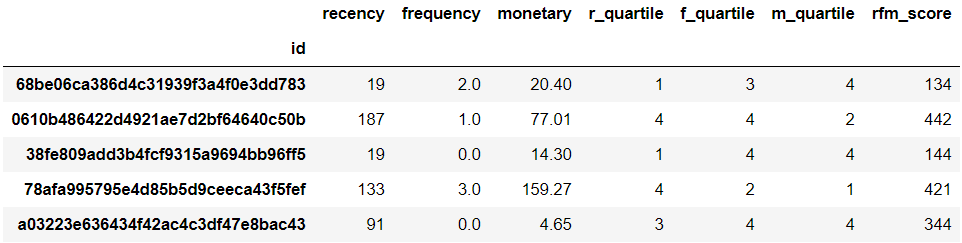 recency frequency monetary r_quartile f_quartile m_quartile rfm_score
id
68be06ca386d4c31939f3a4f0e3dd783 19 2.0 20.40 1 3 4 134
0610b486422d4921ae7d2bf64640c50b 187 1.0 77.01 4 4 2 442
38fe809add3b4fcf9315a9694bb96ff5 19 0.0 14.30 1 4 4 144
78afa995795e4d85b5d9ceeca43f5fef 133 3.0 159.27 4 2 1 421
a03223e636434f42ac4c3df47e8bac43 91 0.0 4.65 3 4 4 344